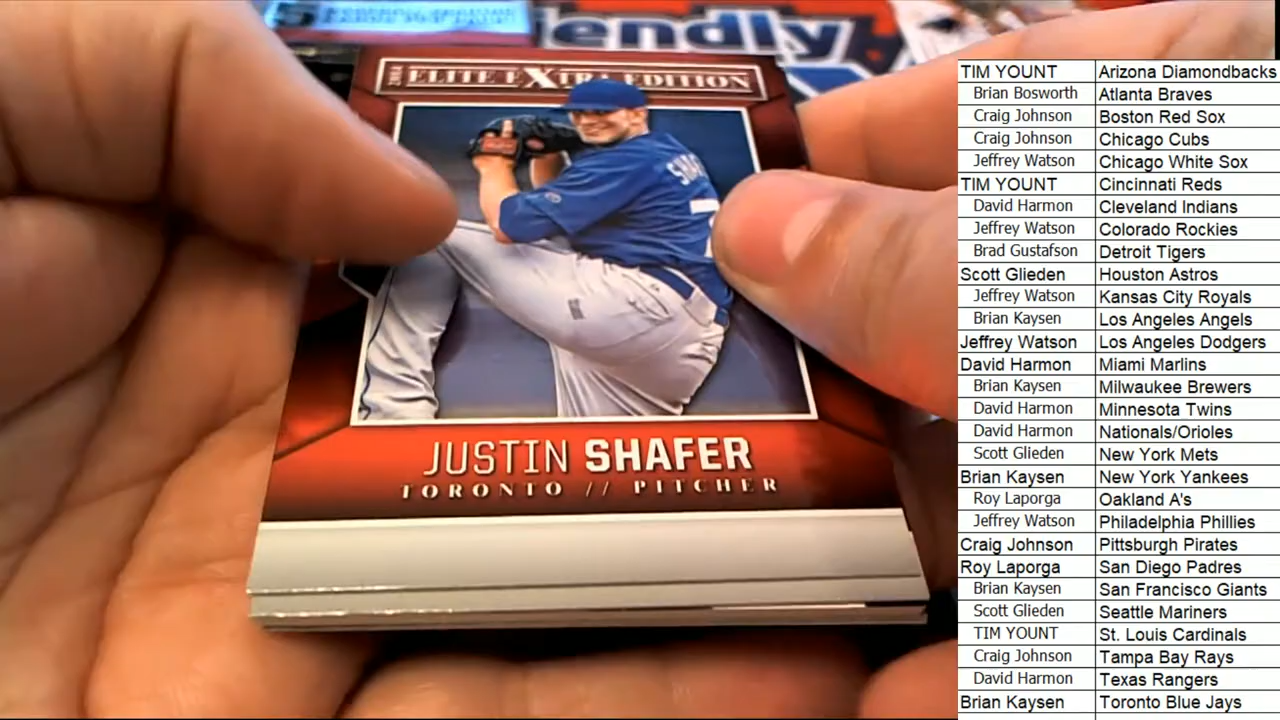 endly
2014 ELITE EXTRA EDITION
JUSTIN SHAFER
TORONTO // PITCHER
TIM YOUNT Arizona Diamondbacks
Brian Bosworth Atlanta Braves
Craig Johnson Boston Red Sox
Craig Johnson Chicago Cubs
Jeffrey Watson Chicago White Sox
TIM YOUNT Cincinnati Reds
David Harmon Cleveland Indians
Jeffrey Watson Colorado Rockies
Brad Gustafson Detroit Tigers
Scott Glieden Houston Astros
Jeffrey Watson Kansas City Royals
Brian Kaysen Los Angeles Angels
Jeffrey Watson Los Angeles Dodgers
David Harmon Miami Marlins
Brian Kaysen Milwaukee Brewers
David Harmon Minnesota Twins
David Harmon Nationals/Orioles
Scott Glieden New York Mets
Brian Kaysen New York Yankees
Roy Laporga Oakland A's
Jeffrey Watson Philadelphia Phillies
Craig Johnson Pittsburgh Pirates
Roy Laporga San Diego Padres
Brian Kaysen San Francisco Giants
Scott Glieden Seattle Mariners
TIM YOUNT St. Louis Cardinals
Craig Johnson Tampa Bay Rays
David Harmon Texas Rangers
Brian Kaysen Toronto Blue Jays